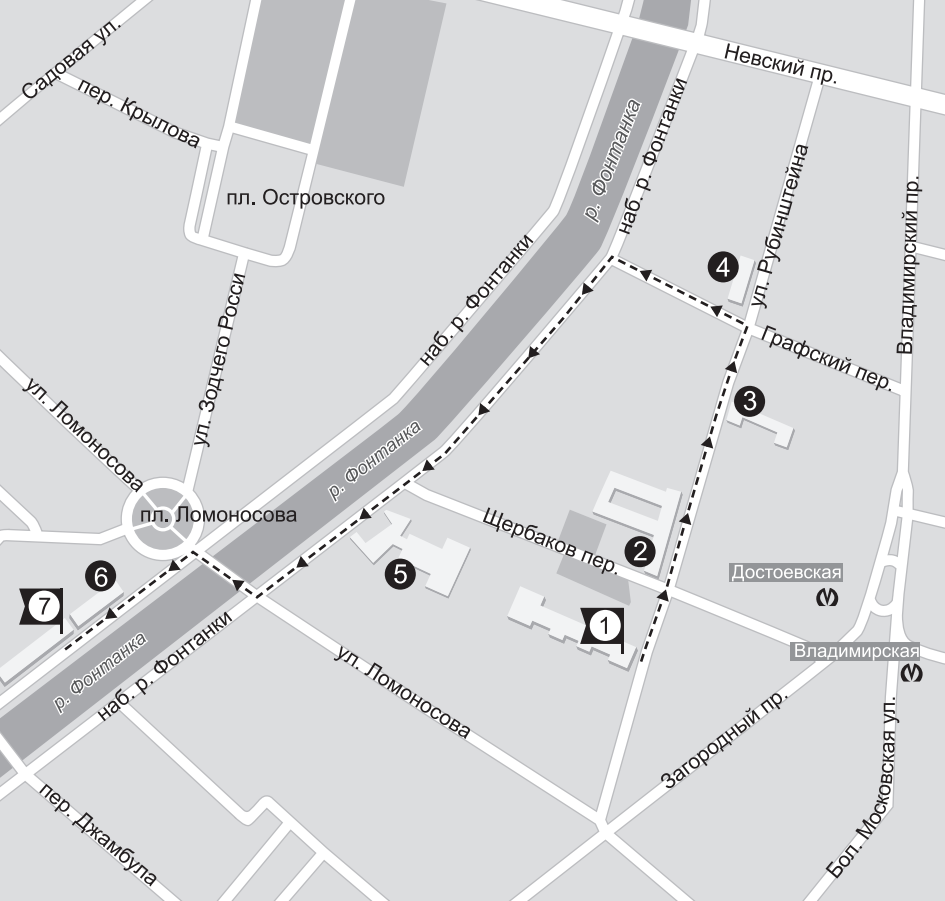 Садовая ул.
Невский пр.
пер. Крылова
р. Фонтанка
наб. р. Фонтанки
ул. Рубинштейна
Владимирский пр.
пл. Островского
4
наб. р. Фонтанки
ул. Зодчего Росси
Графский пер.
ул. Ломоносова
3
р. Фонтанка
пл. Ломоносова
Щербаков пер.
2
6
5
Достоевская
7
1
Владимирская
р. Фонтанка
наб. р. Фонтанки
ул. Ломоносова
Загородный пр.
Бол. Московская ул.
пер. Джамбула